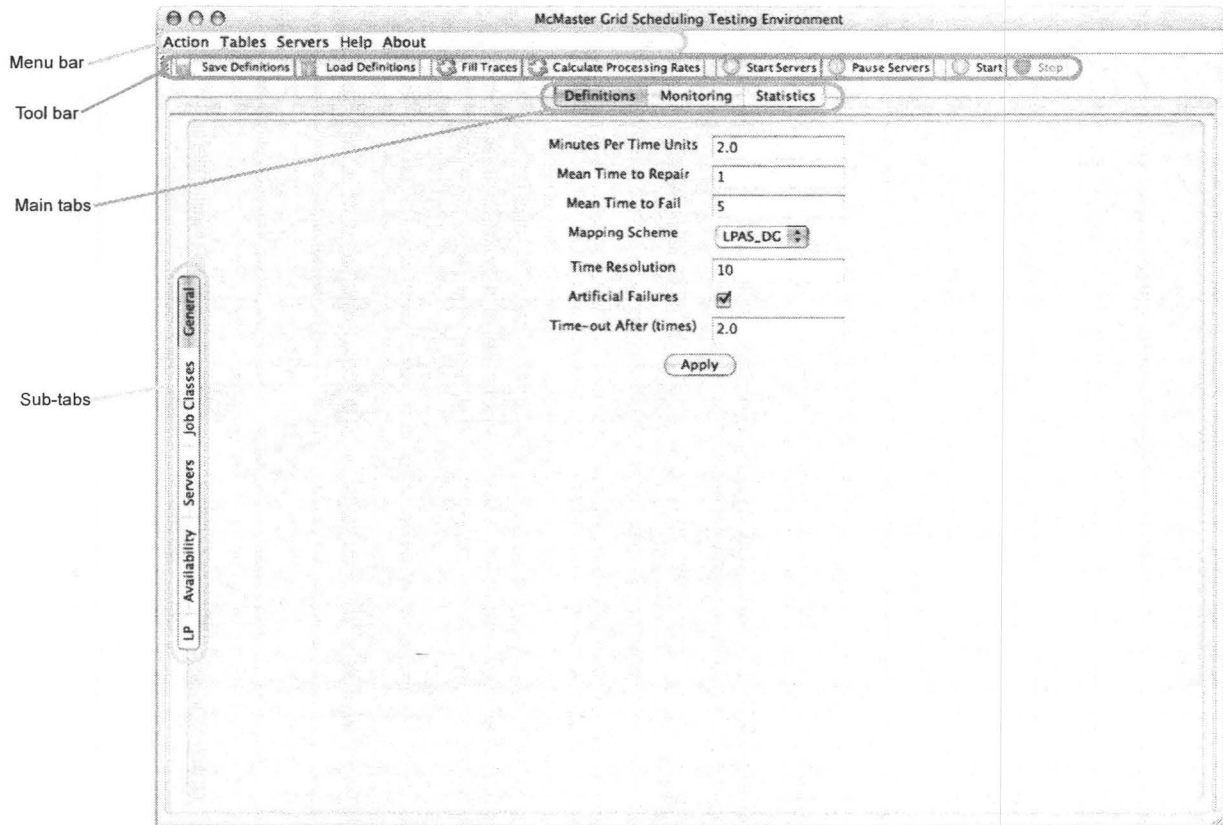 McMaster Grid Scheduling Testing Environment
Menu bar
Action Tables Servers Help About
Tool bar
Save Definitions Load Definitions Fill Traces Calculate Processing Rates Start Servers Pause Servers Start Stop
Main tabs
Definitions Monitoring Statistics
Minutes Per Time Units 2.0
Mean Time to Repair 1
Mean Time to Fail 5
Mapping Scheme LPAS_DG
Time Resolution 10
Artificial Failures
Time-out After (times) 2.0
Apply
Sub-tabs
General
Job Classes
Servers
Availability
LP